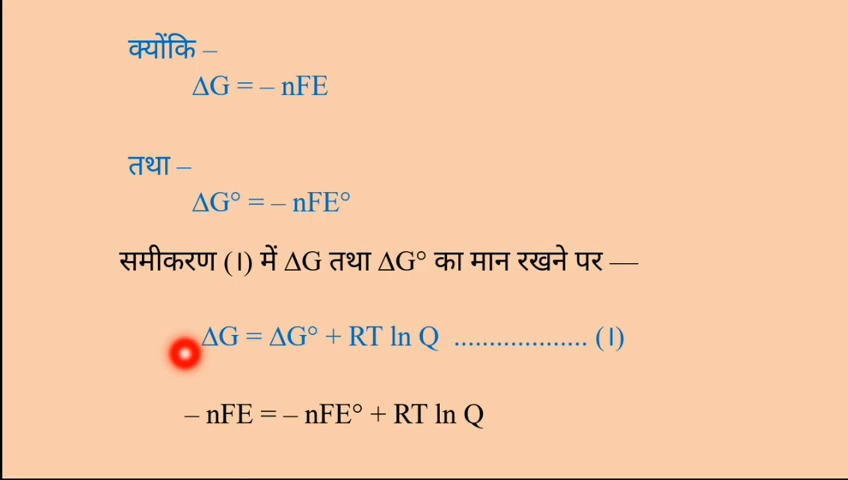 क्योंकि –
ΔG = – nFE
तथा –
ΔG° = – nFE°
समीकरण (।) में ΔG तथा ΔG° का मान रखने पर —
ΔG = ΔG° + RT ln Q ................... (।)
– nFE = – nFE° + RT ln Q